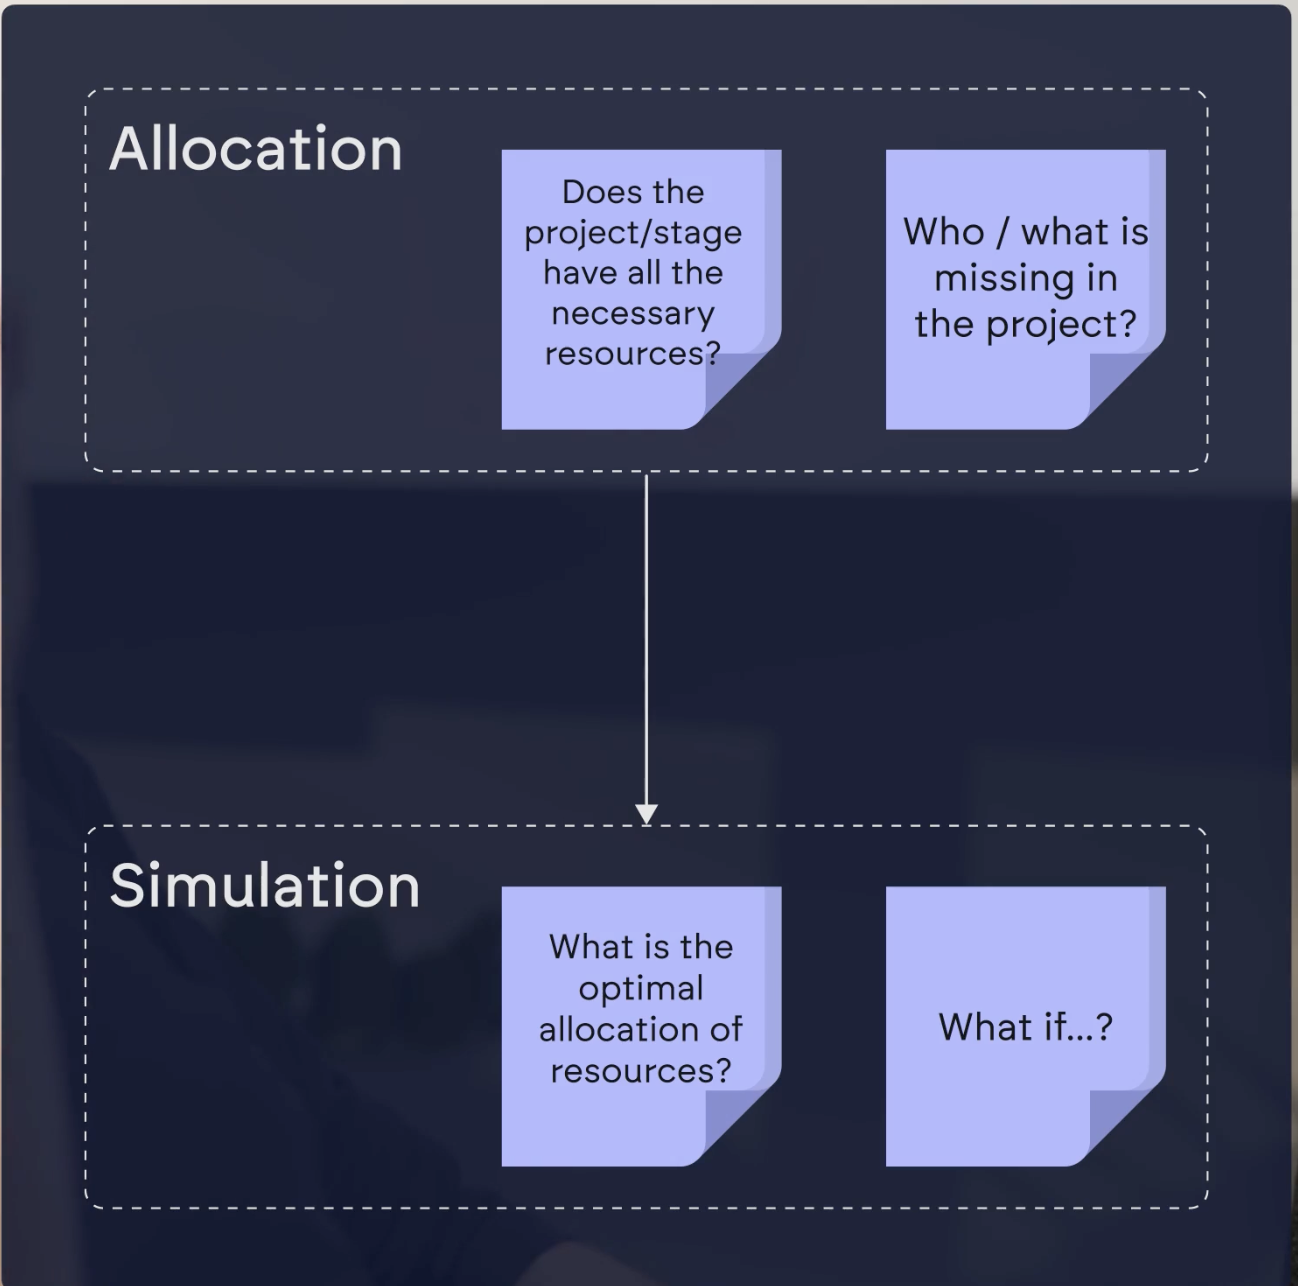 Allocation
Does the
project/stage
have all the
necessary
resources?
Who / what is
missing in
the project?
Simulation
What is the
optimal
allocation of
resources?
What if...?